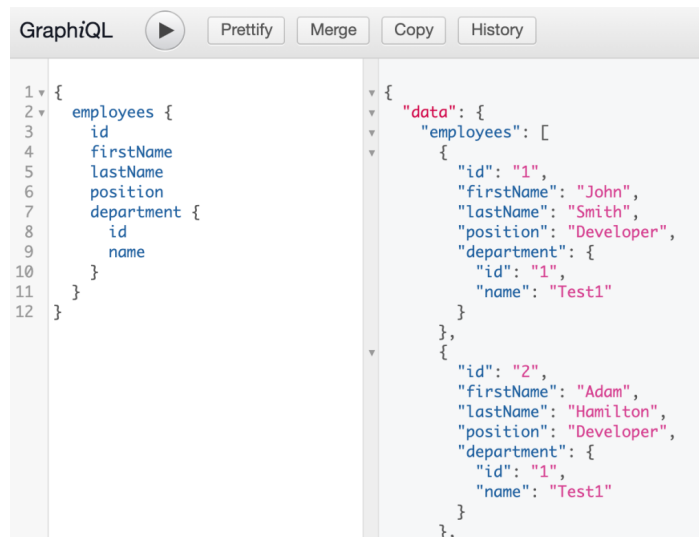 GraphiQL Prettify Merge Copy History
1 {
2 employees {
3 id
4 firstName
5 lastName
6 position
7 department {
8 id
9 name
10 }
11 }
12 }
{
"data": {
"employees": [
{
"id": "1",
"firstName": "John",
"lastName": "Smith",
"position": "Developer",
"department": {
"id": "1",
"name": "Test1"
}
},
{
"id": "2",
"firstName": "Adam",
"lastName": "Hamilton",
"position": "Developer",
"department": {
"id": "1",
"name": "Test1"
}
},